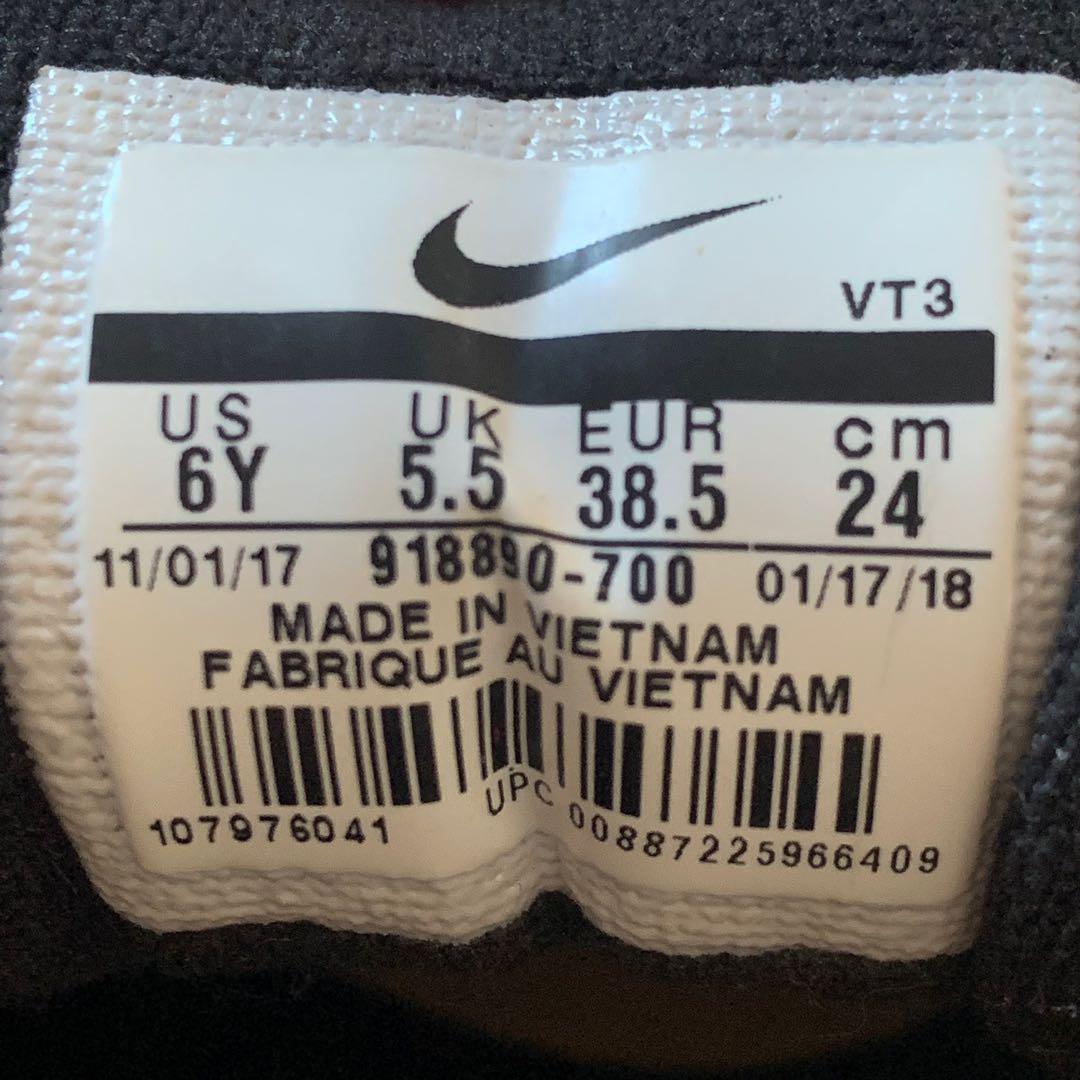 VT3
US UK EUR cm
6Y 5.5 38.5 24
11/01/17 918890-700 01/17/18
MADE IN VIETNAM
FABRIQUE AU VIETNAM
107976041 UPC 00887225966409